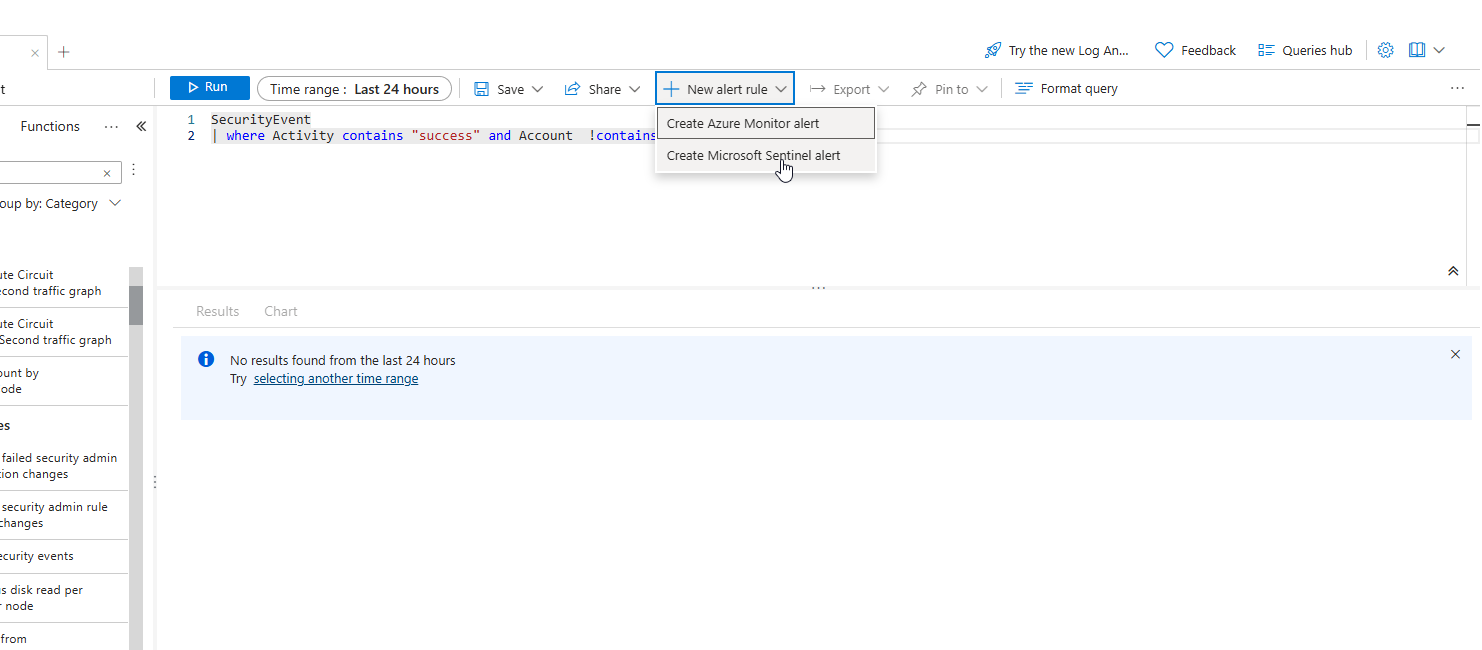 Try the new Log An...
Feedback
Queries hub
t
Run
Time range : Last 24 hours
Save
Share
New alert rule
Export
Pin to
Format query
Create Azure Monitor alert
Create Microsoft Sentinel alert
Functions
1 SecurityEvent
2 | where Activity contains "success" and Account !contains
oup by: Category
ute Circuit
econd traffic graph
ute Circuit
Second traffic graph
ount by
ode
es
failed security admin
tion changes
security admin rule
changes
ecurity events
s disk read per
r node
from
Results
Chart
No results found from the last 24 hours
Try selecting another time range